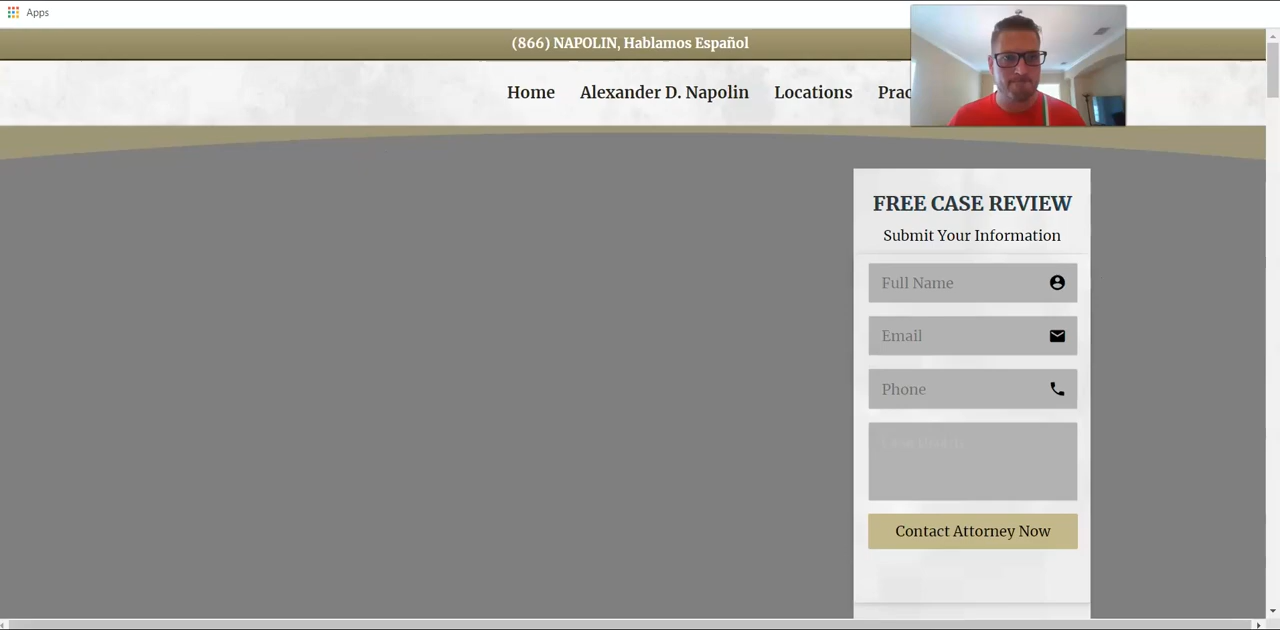 Apps
(866) NAPOLIN, Hablamos Español
Home Alexander D. Napolin Locations
FREE CASE REVIEW
Submit Your Information
Full Name
Email
Phone
Contact Attorney Now